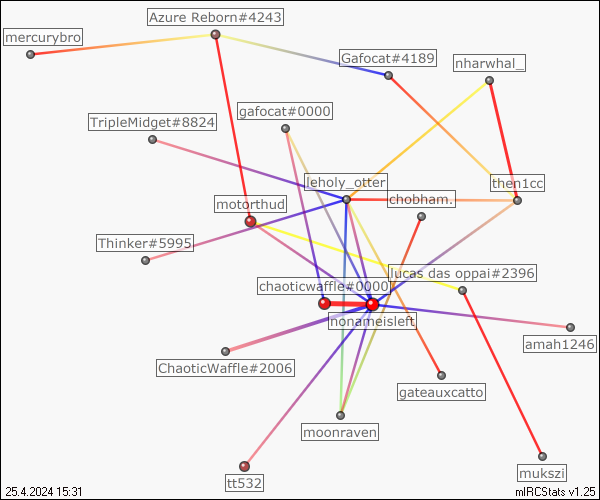 Azure Reborn#4243
mercurybro
Gafocat#4189
nharwhal_
gafocat#0000
TripleMidget#8824
leholy_otter
then1cc
chobham.
motorthud
Thinker#5995
lucas das oppai#2396
chaoticwaffle#0000
nonameisleft
amah1246
ChaoticWaffle#2006
gateauxcatto
moonraven
mukszi
tt532
25.4.2024 15:31
mIRCStats v1.25